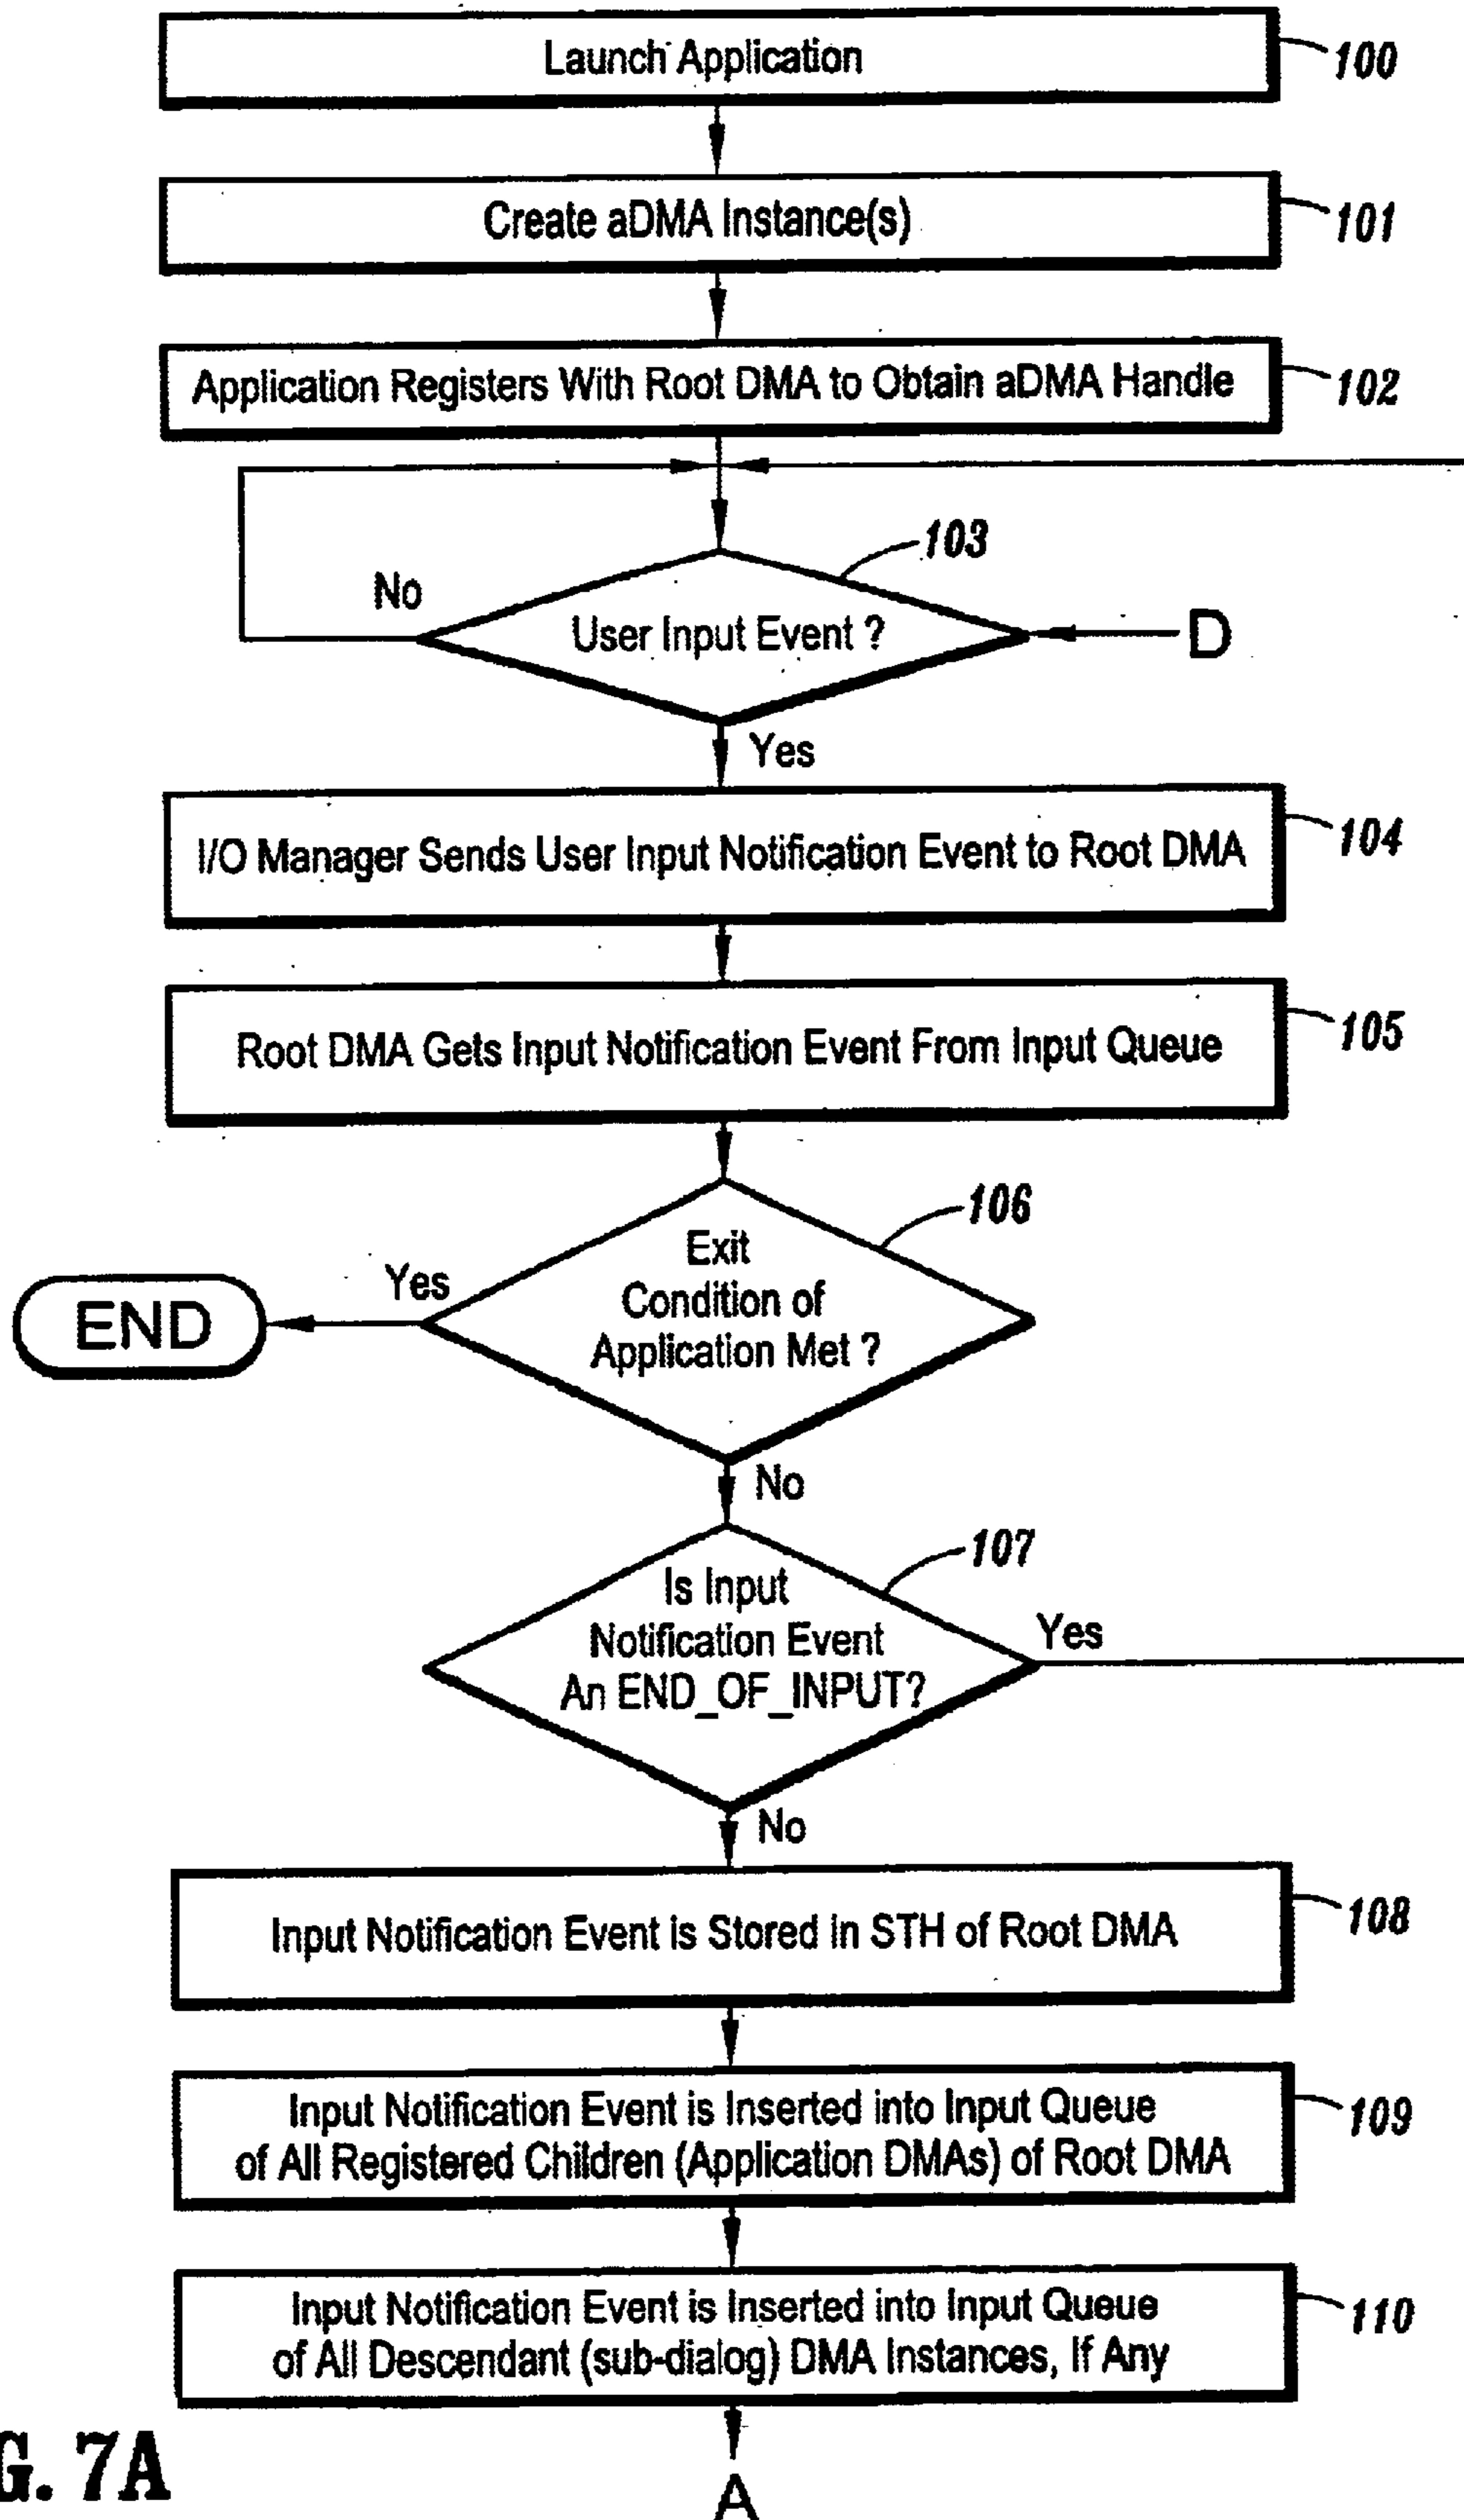 Launch Application
100
Create aDMA Instance(s)
101
Application Registers With Root DMA to Obtain aDMA Handle
102
103
No
User Input Event ?
D
Yes
I/O Manager Sends User Input Notification Event to Root DMA
104
Root DMA Gets Input Notification Event From Input Queue
105
106
Exit
Condition of
Application Met ?
Yes
END
No
107
Is Input
Notification Event
An END_OF_INPUT?
Yes
No
Input Notification Event is Stored in STH of Root DMA
108
Input Notification Event is Inserted into Input Queue
of All Registered Children (Application DMAs) of Root DMA
109
Input Notification Event is Inserted into Input Queue
of All Descendant (sub-dialog) DMA Instances, If Any
110
G. 7A
A